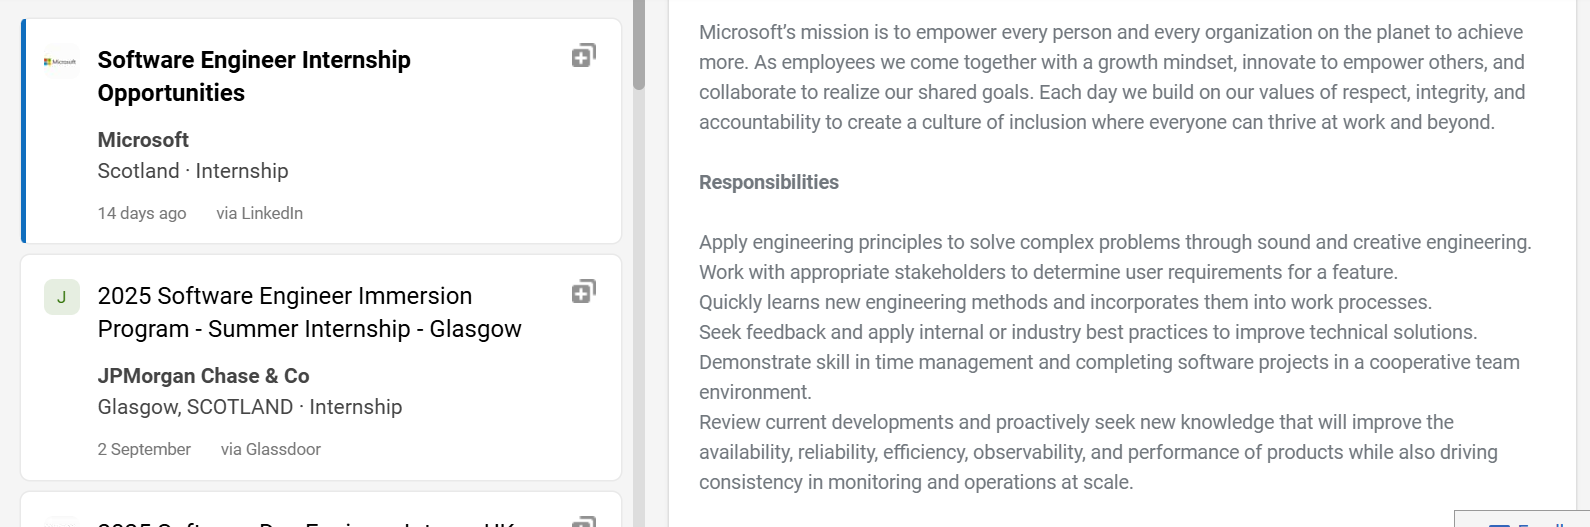 Microsoft
Software Engineer Internship
Opportunities
Microsoft
Scotland · Internship
14 days ago via LinkedIn
J
2025 Software Engineer Immersion
Program - Summer Internship - Glasgow
JPMorgan Chase & Co
Glasgow, SCOTLAND · Internship
2 September via Glassdoor
Microsoft’s mission is to empower every person and every organization on the planet to achieve
more. As employees we come together with a growth mindset, innovate to empower others, and
collaborate to realize our shared goals. Each day we build on our values of respect, integrity, and
accountability to create a culture of inclusion where everyone can thrive at work and beyond.
Responsibilities
Apply engineering principles to solve complex problems through sound and creative engineering.
Work with appropriate stakeholders to determine user requirements for a feature.
Quickly learns new engineering methods and incorporates them into work processes.
Seek feedback and apply internal or industry best practices to improve technical solutions.
Demonstrate skill in time management and completing software projects in a cooperative team
environment.
Review current developments and proactively seek new knowledge that will improve the
availability, reliability, efficiency, observability, and performance of products while also driving
consistency in monitoring and operations at scale.